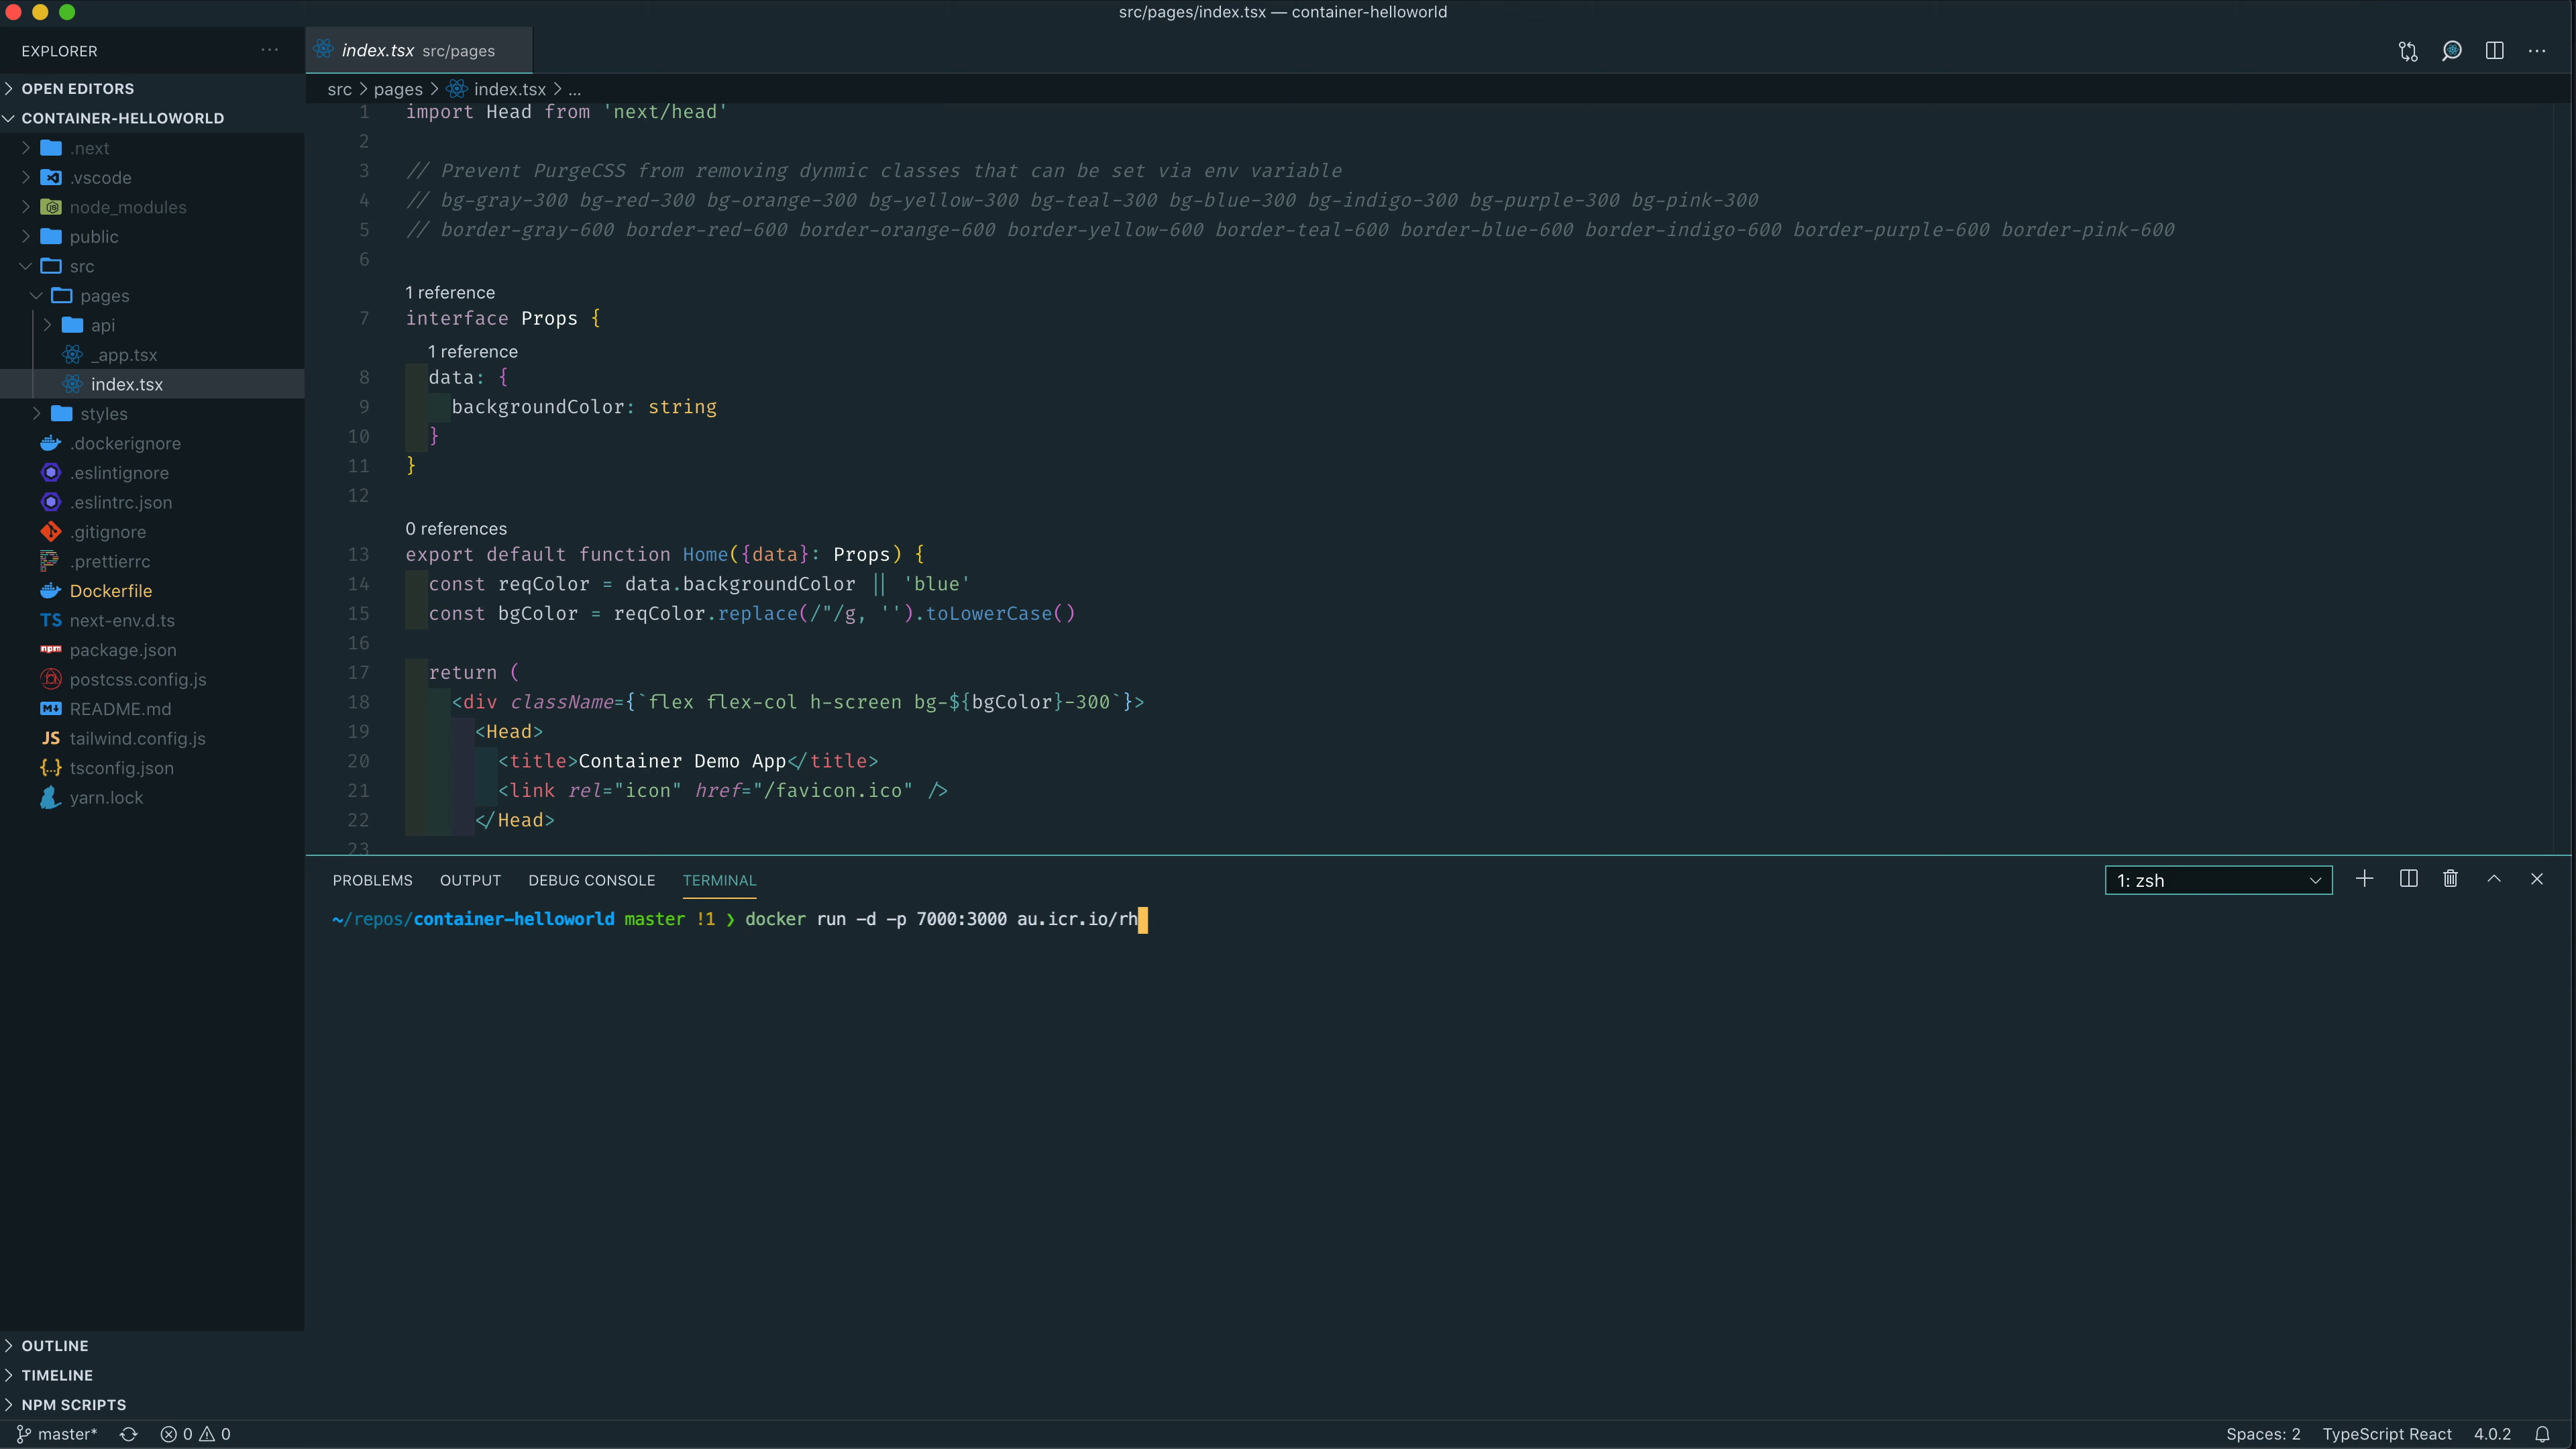 src/pages/index.tsx — container-helloworld
EXPLORER
OPEN EDITORS
CONTAINER-HELLOWORLD
.next
.vscode
node_modules
public
src
pages
api
_app.tsx
index.tsx
styles
.dockerignore
.eslintignore
.eslintrc.json
.gitignore
.prettierrc
Dockerfile
TS next-env.d.ts
npm package.json
postcss.config.js
README.md
JS tailwind.config.js
{..} tsconfig.json
yarn.lock
OUTLINE
TIMELINE
NPM SCRIPTS
index.tsx src/pages
src > pages > index.tsx > ...
1 import Head from 'next/head'
2
3 // Prevent PurgeCSS from removing dynmic classes that can be set via env variable
4 // bg-gray-300 bg-red-300 bg-orange-300 bg-yellow-300 bg-teal-300 bg-blue-300 bg-indigo-300 bg-purple-300 bg-pink-300
5 // border-gray-600 border-red-600 border-orange-600 border-yellow-600 border-teal-600 border-blue-600 border-indigo-600 border-purple-600 border-pink-600
6
1 reference
7 interface Props {
1 reference
8 data: {
9 backgroundColor: string
10 }
11 }
12
0 references
13 export default function Home({data}: Props) {
14 const reqColor = data.backgroundColor || 'blue'
15 const bgColor = reqColor.replace(/"/g, '').toLowerCase()
16
17 return (
18 <div className={`flex flex-col h-screen bg-${bgColor}-300`}>
19 <Head>
20 <title>Container Demo App</title>
21 <link rel="icon" href="/favicon.ico" />
22 </Head>
23
PROBLEMS OUTPUT DEBUG CONSOLE TERMINAL 1: zsh
~/repos/container-helloworld master !1 ❯ docker run -d -p 7000:3000 au.icr.io/rh
master* 0 0 Spaces: 2 TypeScript React 4.0.2